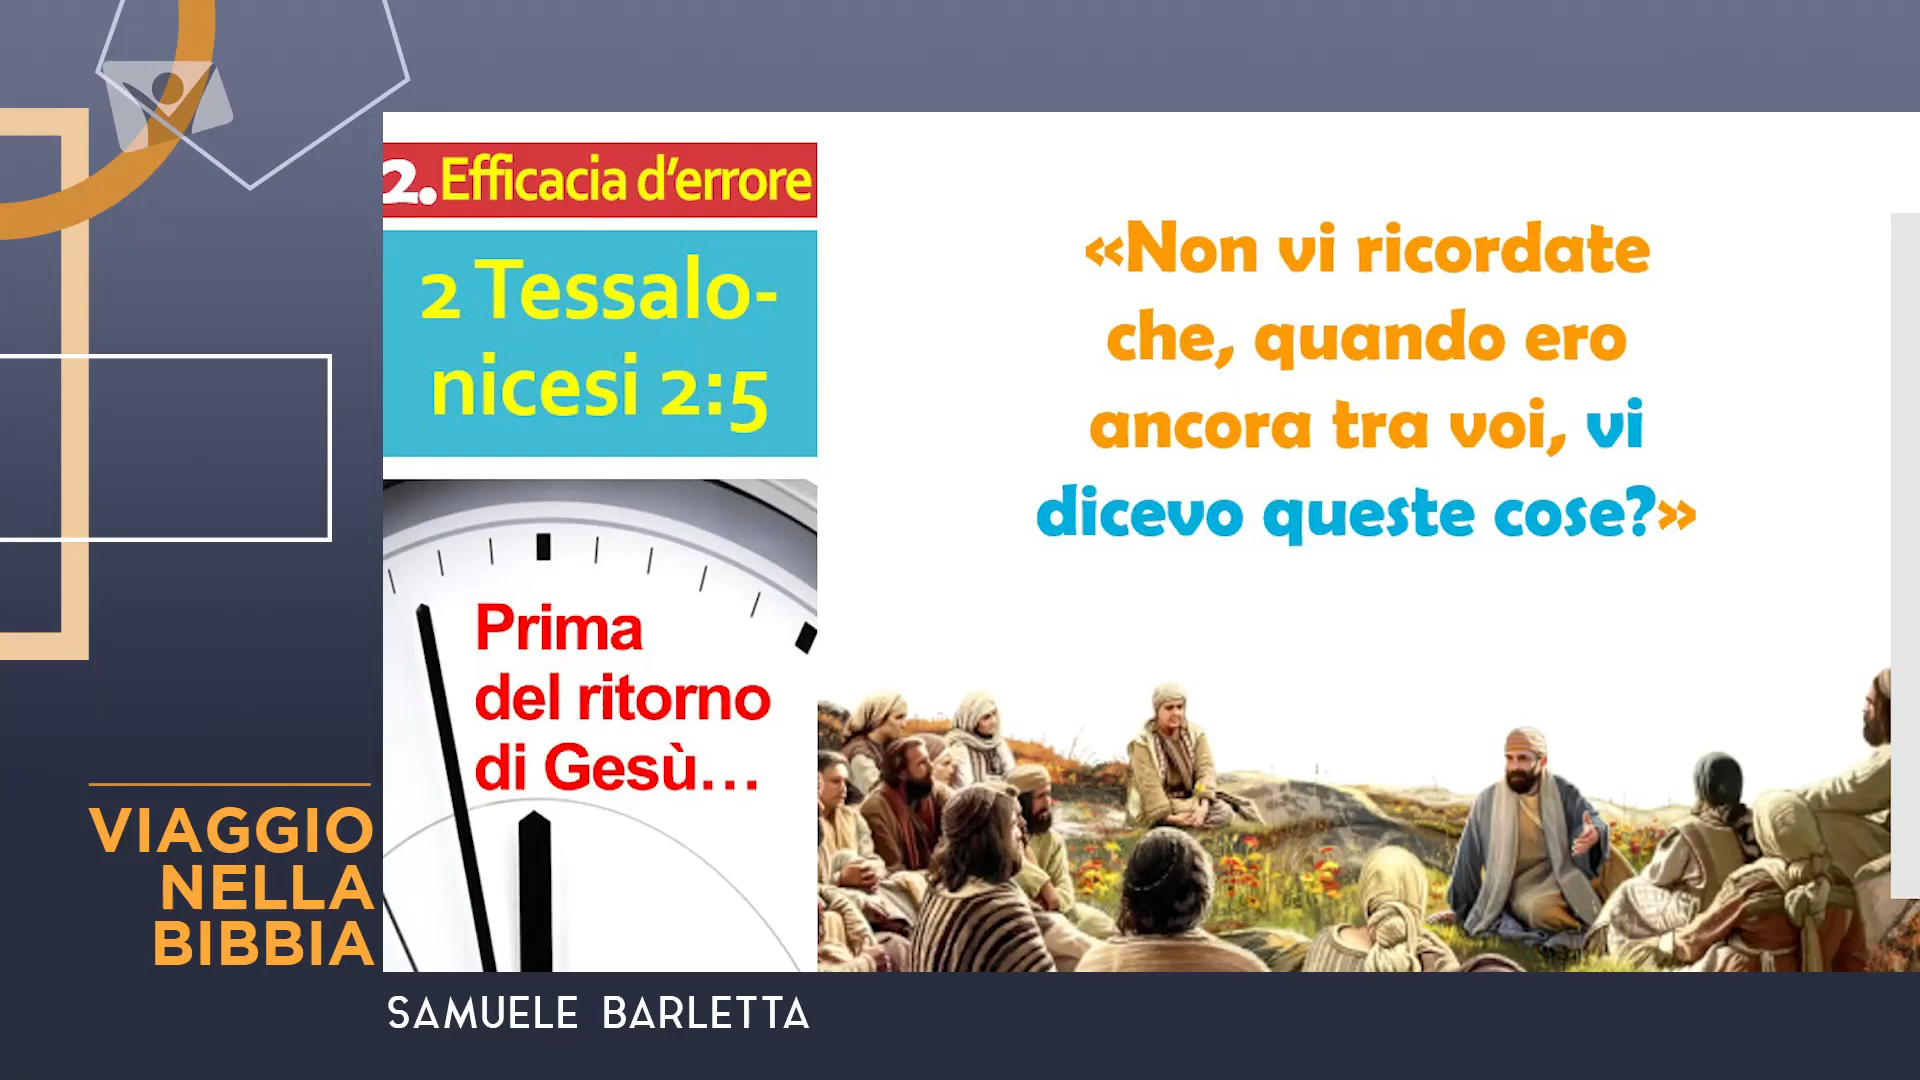 2. Efficacia d'errore
2 Tessalo-
nicesi 2:5
Prima
del ritorno
di Gesù...
«Non vi ricordate
che, quando ero
ancora tra voi, vi
dicevo queste cose?»
VIAGGIO
NELLA
BIBBIA
SAMUELE BARLETTA